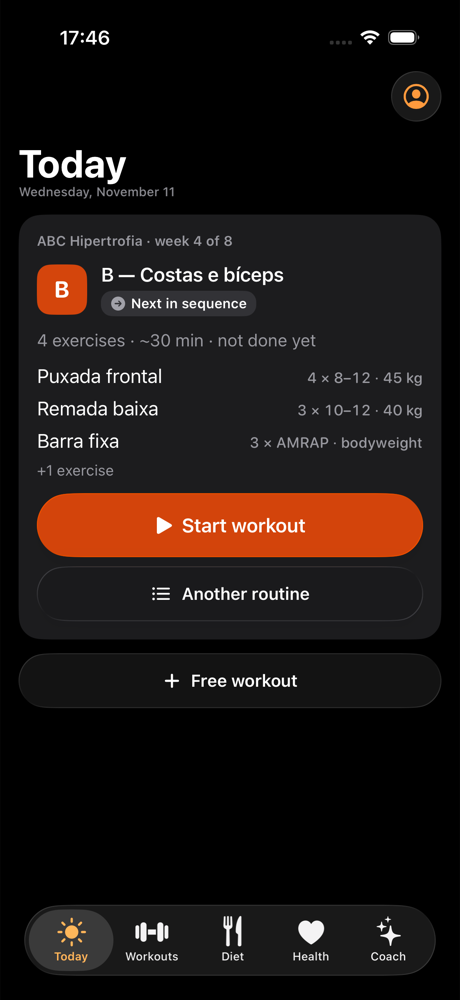 17:46
Today
Wednesday, November 11
ABC Hipertrofia · week 4 of 8
B
B — Costas e bíceps
Next in sequence
4 exercises · ~30 min · not done yet
Puxada frontal 4 × 8–12 · 45 kg
Remada baixa 3 × 10–12 · 40 kg
Barra fixa 3 × AMRAP · bodyweight
+1 exercise
Start workout
Another routine
Free workout
Today Workouts Diet Health Coach